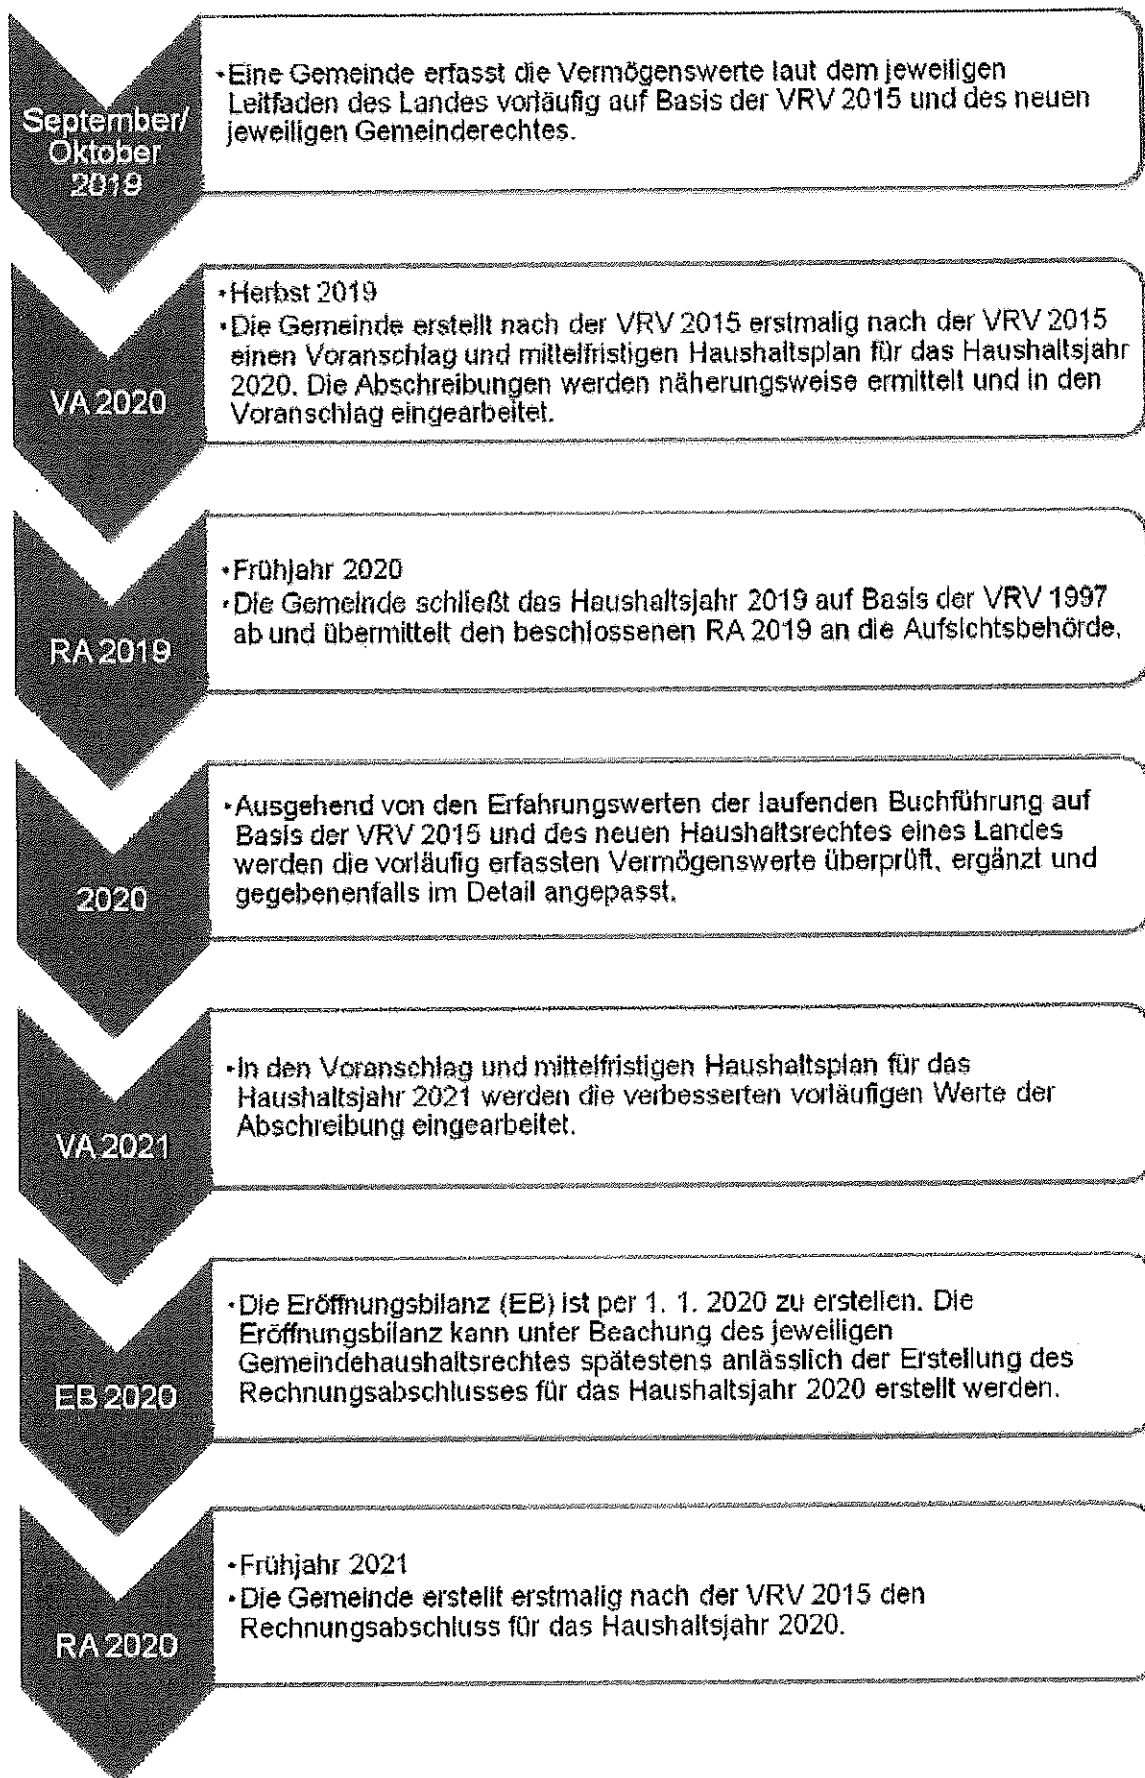 September/
Oktober
2019
•Eine Gemeinde erfasst die Vermögenswerte laut dem jeweiligen
Leitfaden des Landes vorläufig auf Basis der VRV 2015 und des neuen
jeweiligen Gemeinderechtes.
VA 2020
•Herbst 2019
•Die Gemeinde erstellt nach der VRV 2015 erstmalig nach der VRV 2015
einen Voranschlag und mittelfristigen Haushaltsplan für das Haushaltsjahr
2020. Die Abschreibungen werden näherungsweise ermittelt und in den
Voranschlag eingearbeitet.
RA 2019
•Frühjahr 2020
•Die Gemeinde schließt das Haushaltsjahr 2019 auf Basis der VRV 1997
ab und übermittelt den beschlossenen RA 2019 an die Aufsichtsbehörde.
2020
•Ausgehend von den Erfahrungswerten der laufenden Buchführung auf
Basis der VRV 2015 und des neuen Haushaltsrechtes eines Landes
werden die vorläufig erfassten Vermögenswerte überprüft, ergänzt und
gegebenenfalls im Detail angepasst.
VA 2021
•In den Voranschlag und mittelfristigen Haushaltsplan für das
Haushaltsjahr 2021 werden die verbesserten vorläufigen Werte der
Abschreibung eingearbeitet.
EB 2020
•Die Eröffnungsbilanz (EB) ist per 1. 1. 2020 zu erstellen. Die
Eröffnungsbilanz kann unter Beachung des jeweiligen
Gemeindehaushaltsrechtes spätestens anlässlich der Erstellung des
Rechnungsabschlusses für das Haushaltsjahr 2020 erstellt werden.
RA 2020
•Frühjahr 2021
•Die Gemeinde erstellt erstmalig nach der VRV 2015 den
Rechnungsabschluss für das Haushaltsjahr 2020.